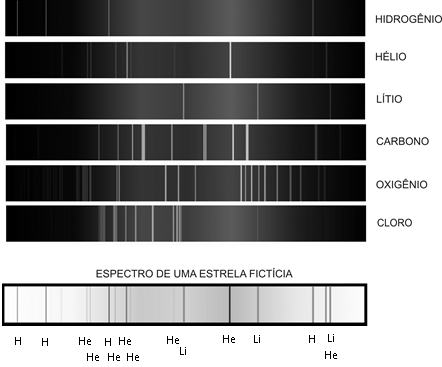 HIDROGÊNIO
HÉLIO
LÍTIO
CARBONO
OXIGÊNIO
CLORO
ESPECTRO DE UMA ESTRELA FICTÍCIA
H H He H He He He Li H Li
He He He Li He